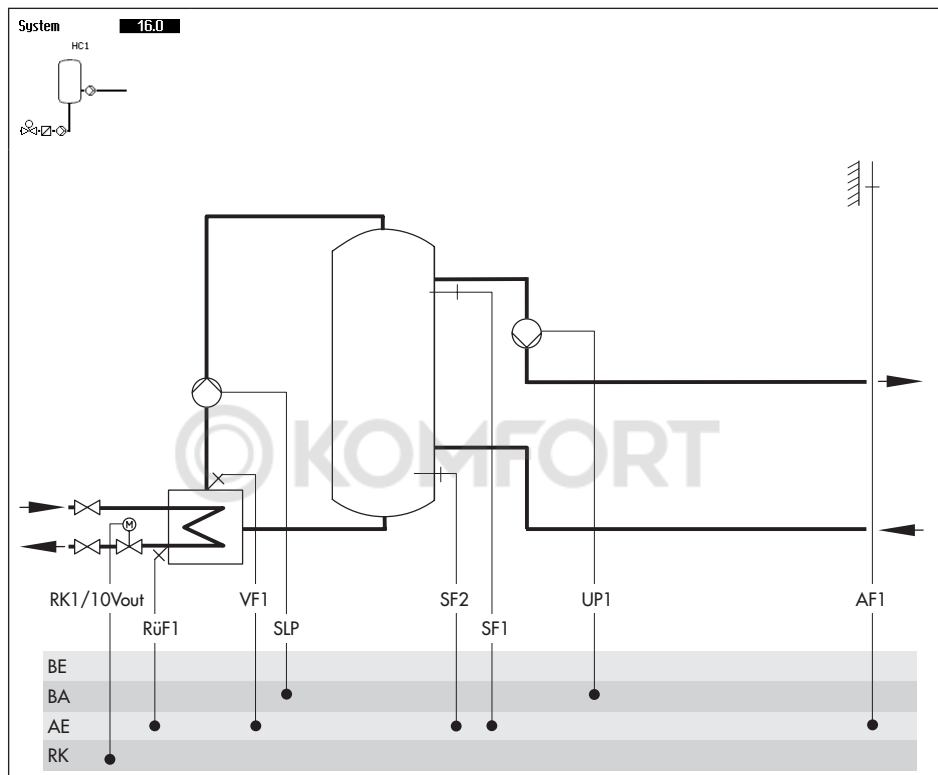 System 16.0
HC1
KOMFORT
M
RK1/10Vout VF1 SF2 UP1 AF1
RüF1 SLP SF1
BE
BA
AE
RK